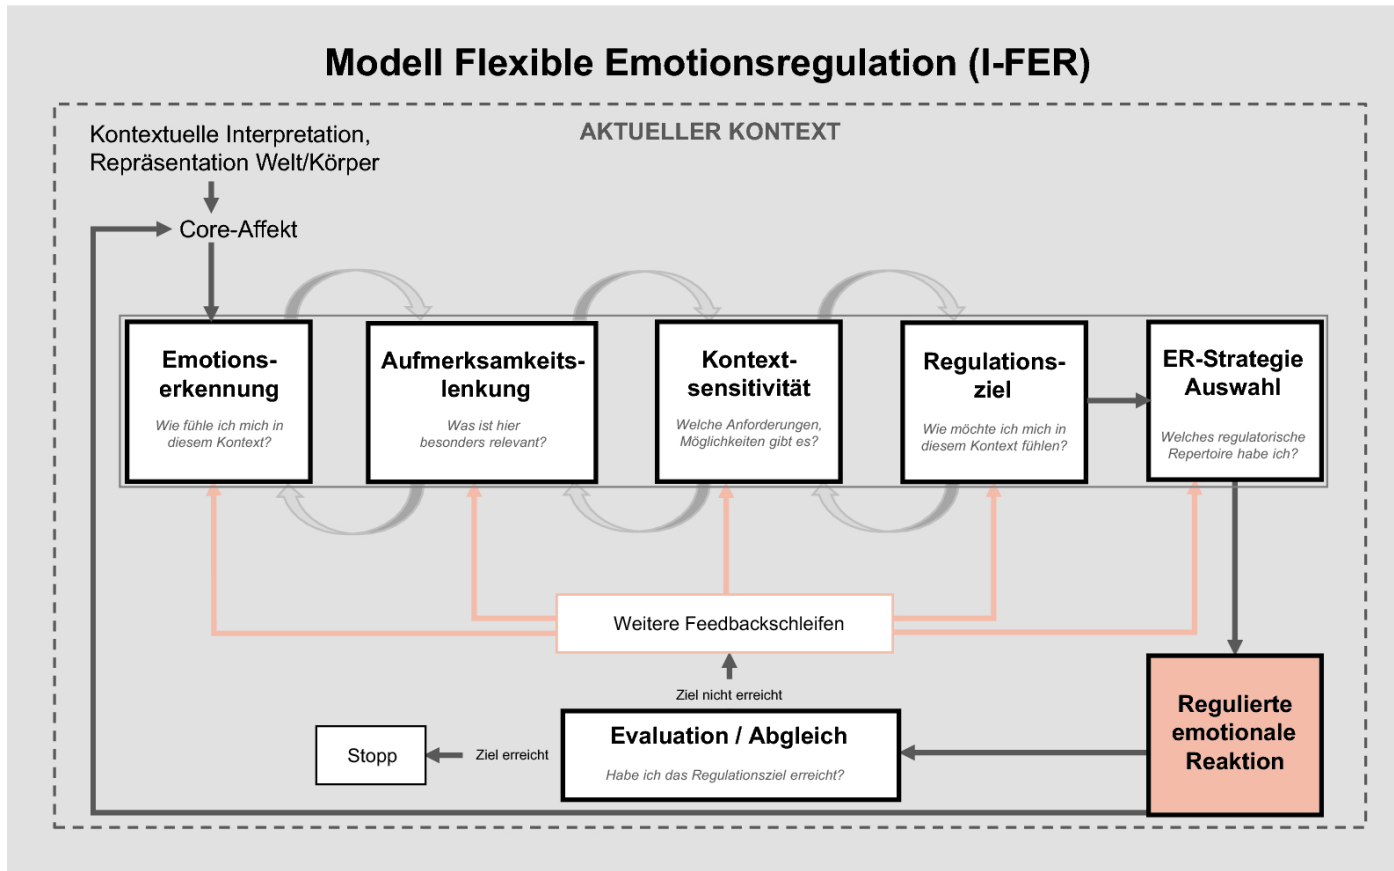 Modell Flexible Emotionsregulation (I-FER)
AKTUELLER KONTEXT
Kontextuelle Interpretation,
Repräsentation Welt/Körper
Core-Affekt
Emotions-
erkennung
Wie fühle ich mich in
diesem Kontext?
Aufmerksamkeits-
lenkung
Was ist hier
besonders relevant?
Kontext-
sensitivität
Welche Anforderungen,
Möglichkeiten gibt es?
Regulations-
ziel
Wie möchte ich mich in
diesem Kontext fühlen?
ER-Strategie
Auswahl
Welches regulatorische
Repertoire habe ich?
Weitere Feedbackschleifen
Ziel nicht erreicht
Regulierte
emotionale
Reaktion
Evaluation / Abgleich
Habe ich das Regulationsziel erreicht?
Ziel erreicht
Stopp